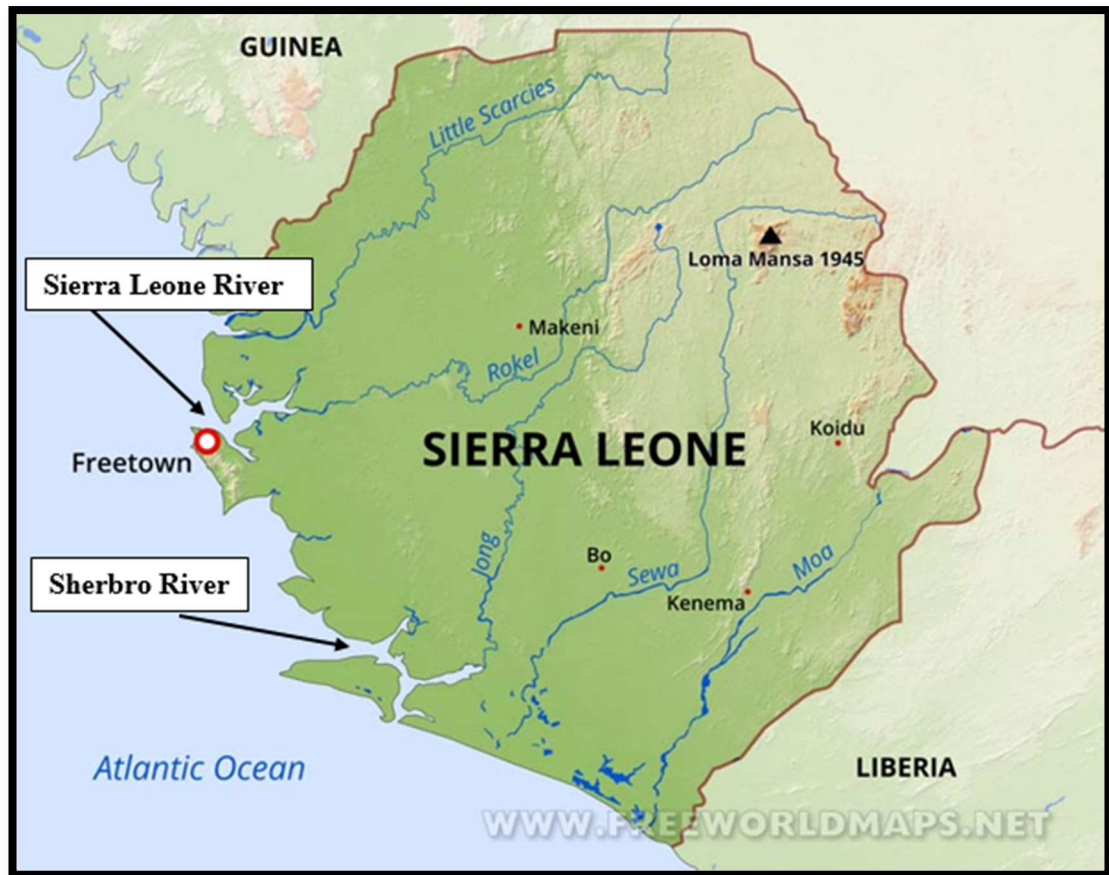 GUINEA
Little Scarcies
Sierra Leone River
Loma Mansa 1945
Makeni
Rokel
SIERRA LEONE
Koidu
Freetown
Jong
Bo
Sewa
Moa
Sherbro River
Kenema
Atlantic Ocean
LIBERIA
WWW.FREEWORLDMAPS.NET